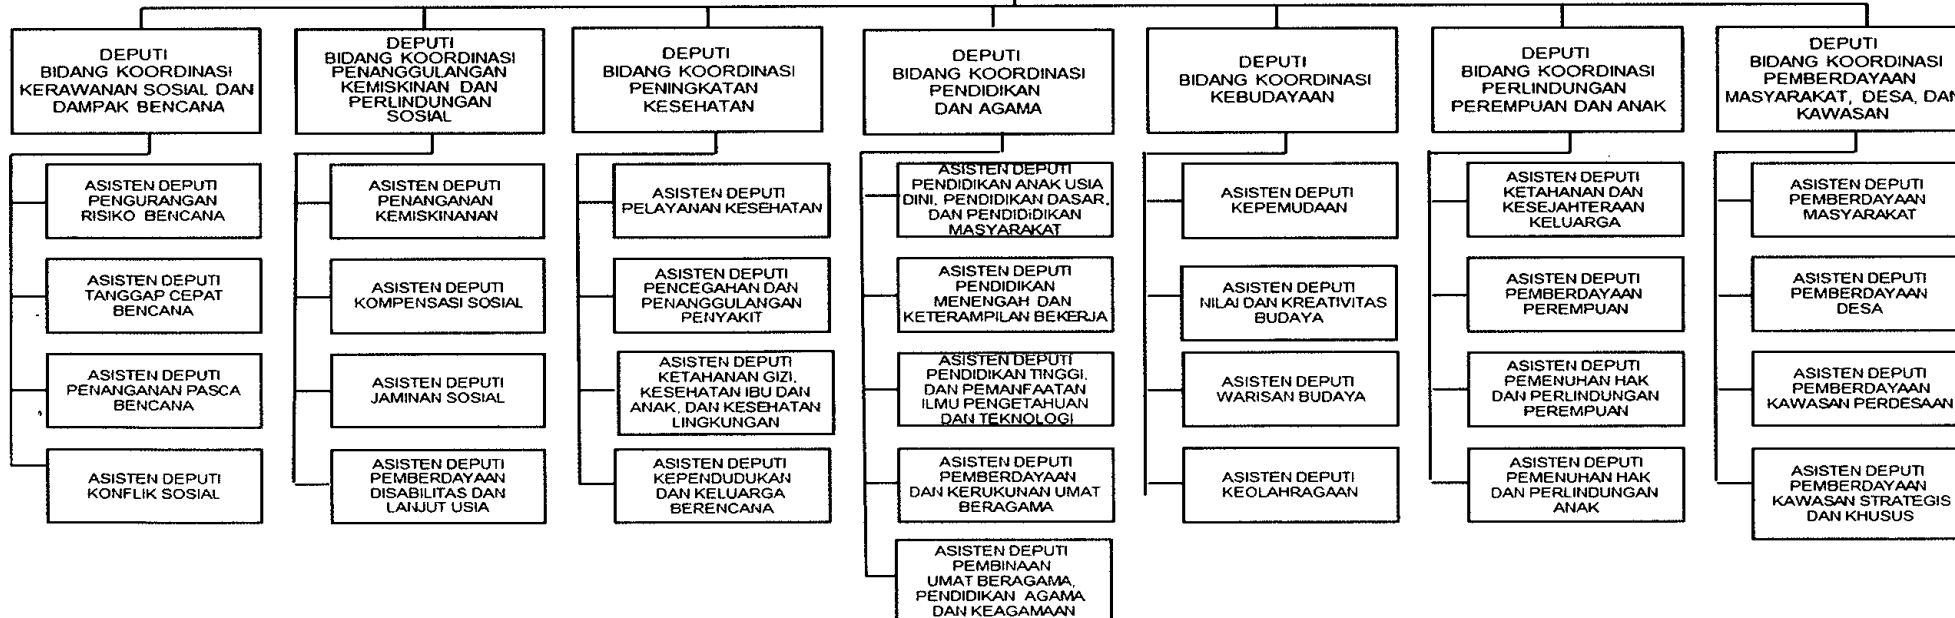 DEPUTI
BIDANG KOORDINASI
KERAWANAN SOSIAL DAN
DAMPAK BENCANA
ASISTEN DEPUTI
PENGURANGAN
RISIKO BENCANA
ASISTEN DEPUTI
TANGGAP CEPAT
BENCANA
ASISTEN DEPUTI
PENANGANAN PASCA
BENCANA
ASISTEN DEPUTI
KONFLIK SOSIAL
DEPUTI
BIDANG KOORDINASI
PENANGGULANGAN
KEMISKINAN DAN
PERLINDUNGAN
SOSIAL
ASISTEN DEPUTI
PENANGANAN
KEMISKINANAN
ASISTEN DEPUTI
KOMPENSASI SOSIAL
ASISTEN DEPUTI
JAMINAN SOSIAL
ASISTEN DEPUTI
PEMBERDAYAAN
DISABILITAS DAN
LANJUT USIA
DEPUTI
BIDANG KOORDINASI
PENINGKATAN
KESEHATAN
ASISTEN DEPUTI
PELAYANAN KESEHATAN
ASISTEN DEPUTI
PENCEGAHAN DAN
PENANGGULANGAN
PENYAKIT
ASISTEN DEPUTI
KETAHANAN GIZI,
KESEHATAN IBU DAN
ANAK, DAN KESEHATAN
LINGKUNGAN
ASISTEN DEPUTI
KEPENDUDUKAN
DAN KELUARGA
BERENCANA
DEPUTI
BIDANG KOORDINASI
PENDIDIKAN
DAN AGAMA
ASISTEN DEPUTI
PENDIDIKAN ANAK USIA
DINI, PENDIDIKAN DASAR,
DAN PENDIDIDIKAN
MASYARAKAT
ASISTEN DEPUTI
PENDIDIKAN
MENENGAH DAN
KETERAMPILAN BEKERJA
ASISTEN DEPUTI
PENDIDIKAN TINGGI,
DAN PEMANFAATAN
ILMU PENGETAHUAN
DAN TEKNOLOGI
ASISTEN DEPUTI
PEMBERDAYAAN
DAN KERUKUNAN UMAT
BERAGAMA
ASISTEN DEPUTI
PEMBINAAN
UMAT BERAGAMA,
PENDIDIKAN AGAMA
DAN KEAGAMAAN
DEPUTI
BIDANG KOORDINASI
KEBUDAYAAN
ASISTEN DEPUTI
KEPEMUDAAN
ASISTEN DEPUTI
NILAI DAN KREATIVITAS
BUDAYA
ASISTEN DEPUTI
WARISAN BUDAYA
ASISTEN DEPUTI
KEOLAHRAGAAN
DEPUTI
BIDANG KOORDINASI
PERLINDUNGAN
PEREMPUAN DAN ANAK
ASISTEN DEPUTI
KETAHANAN DAN
KESEJAHTERAAN
KELUARGA
ASISTEN DEPUTI
PEMBERDAYAAN
PEREMPUAN
ASISTEN DEPUTI
PEMENUHAN HAK
DAN PERLINDUNGAN
PEREMPUAN
ASISTEN DEPUTI
PEMENUHAN HAK
DAN PERLINDUNGAN
ANAK
DEPUTI
BIDANG KOORDINASI
PEMBERDAYAAN
MASYARAKAT, DESA, DAN
KAWASAN
ASISTEN DEPUTI
PEMBERDAYAAN
MASYARAKAT
ASISTEN DEPUTI
PEMBERDAYAAN
DESA
ASISTEN DEPUTI
PEMBERDAYAAN
KAWASAN PERDESAAN
ASISTEN DEPUTI
PEMBERDAYAAN
KAWASAN STRATEGIS
DAN KHUSUS